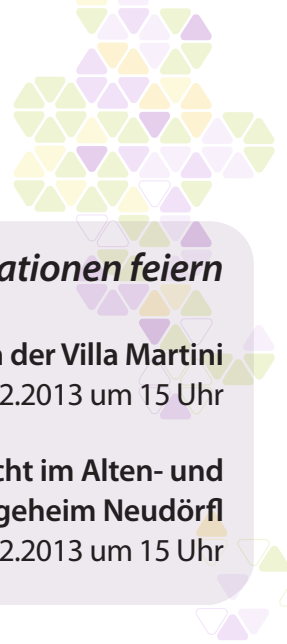 ationen feiern
n der Villa Martini
2.2013 um 15 Uhr
cht im Alten- und
geheim Neudörfl
2.2013 um 15 Uhr